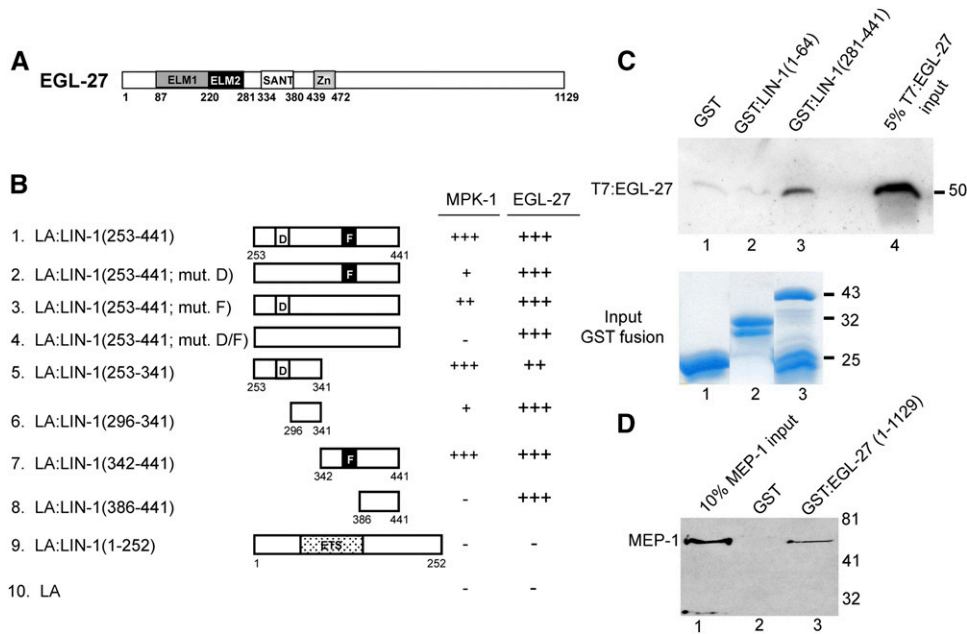 A
EGL-27
ELM1 ELM2 SANT Zn
1 87 220 281 334 380 439 472 1129
B
MPK-1 EGL-27
1. LA:LIN-1(253-441) D F +++ +++
253 441
2. LA:LIN-1(253-441; mut. D) F + +++
3. LA:LIN-1(253-441; mut. F) D ++ +++
4. LA:LIN-1(253-441; mut. D/F) - +++
5. LA:LIN-1(253-341) D +++ ++
253 341
6. LA:LIN-1(296-341) + +++
296 341
7. LA:LIN-1(342-441) F +++ +++
342 441
8. LA:LIN-1(386-441) - +++
386 441
9. LA:LIN-1(1-252) ETS - -
1 252
10. LA - -
C
GST
GST:LIN-1(1-64)
GST:LIN-1(281-441)
5% T7:EGL-27
input
T7:EGL-27
50
1 2 3 4
Input
GST fusion
43
32
25
1 2 3
D
10% MEP-1 input
GST
GST:EGL-27 (1-1129)
MEP-1
81
41
32
1 2 3